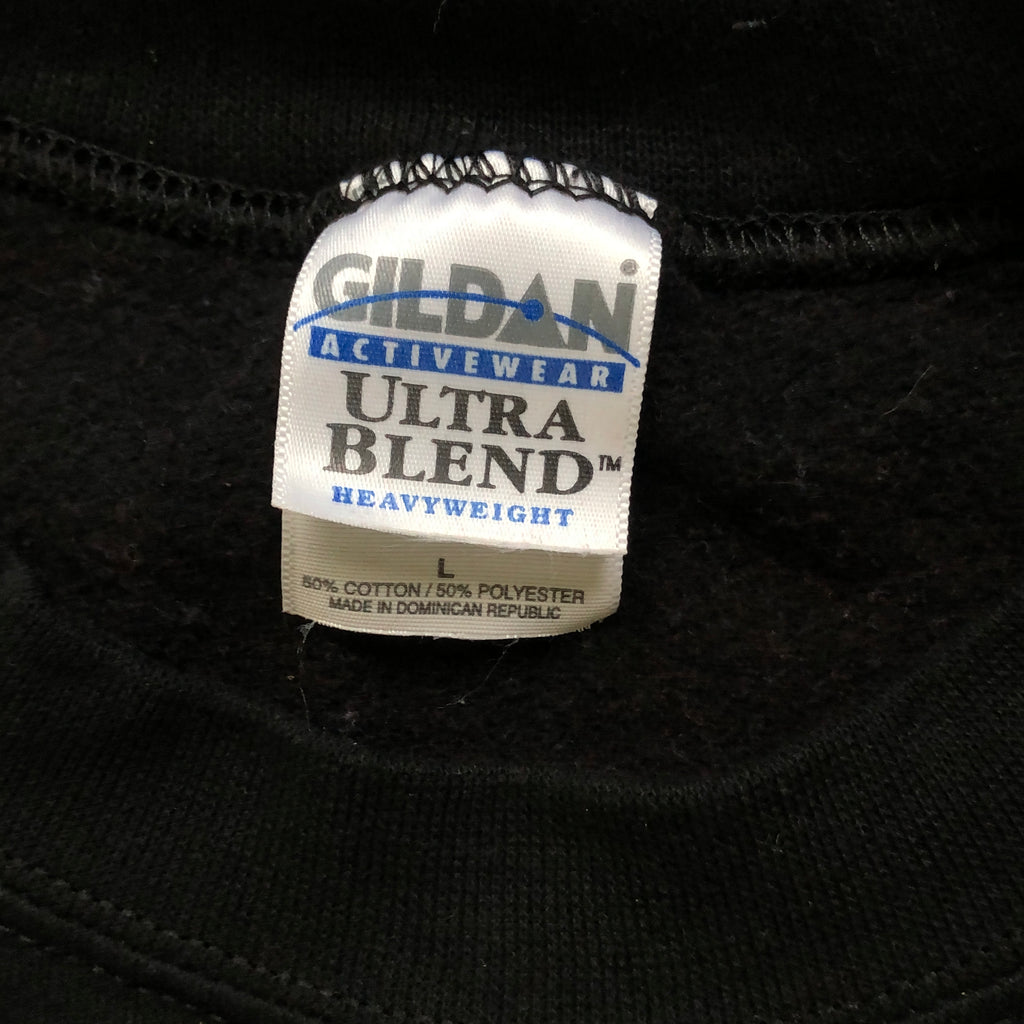 GILDAN®
ACTIVEWEAR
ULTRA
BLEND™
HEAVYWEIGHT
L
50% COTTON / 50% POLYESTER
MADE IN DOMINICAN REPUBLIC